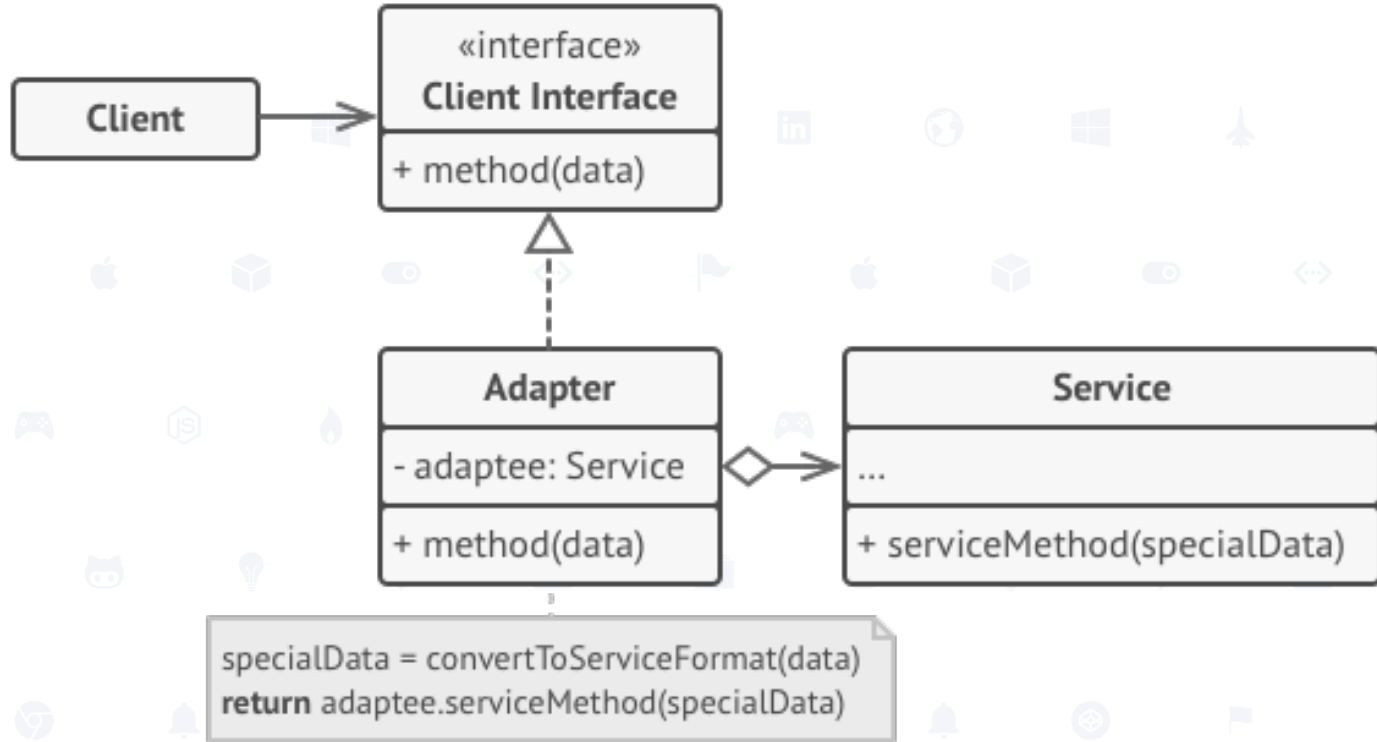 Client
«interface»
Client Interface
+ method(data)
Adapter
- adaptee: Service
+ method(data)
Service
...
+ serviceMethod(specialData)
specialData = convertToServiceFormat(data)
return adaptee.serviceMethod(specialData)